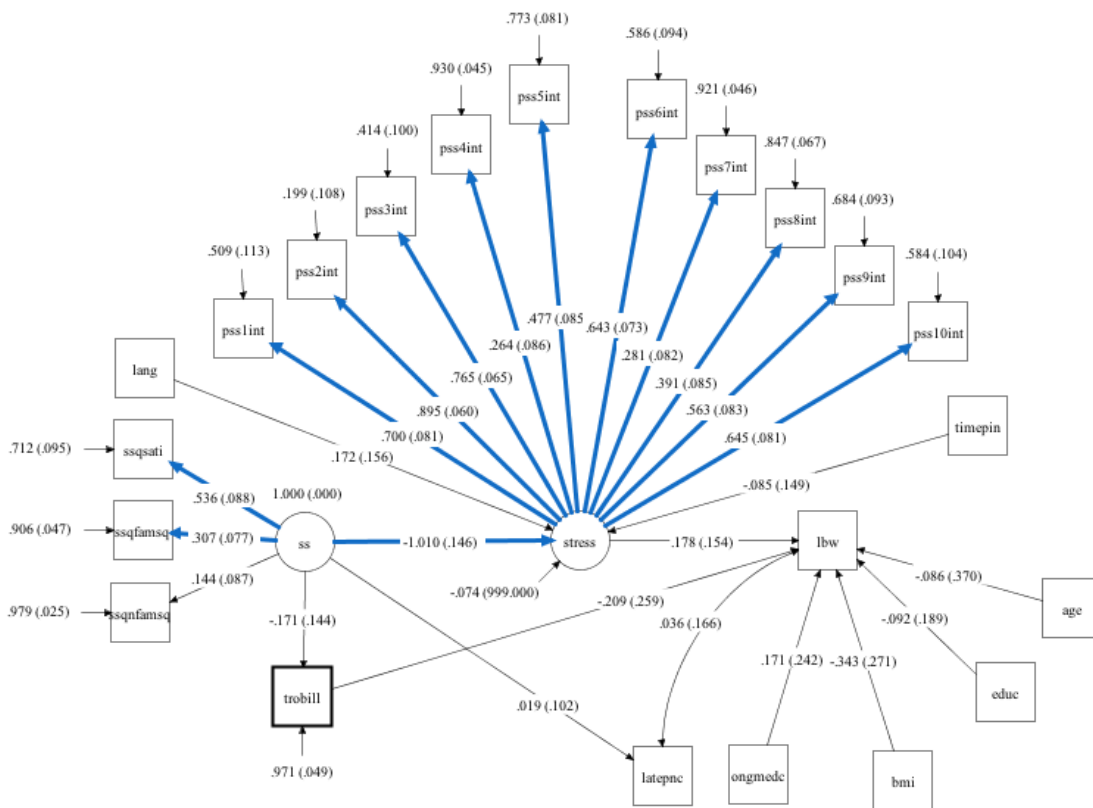 .773 (.081)
.586 (.094)
.930 (.045)
pss5int
pss6int
.921 (.046)
.414 (.100)
pss4int
pss7int
.847 (.067)
.199 (.108)
pss3int
pss8int
.684 (.093)
.509 (.113)
pss2int
pss9int
.584 (.104)
pss1int
pss10int
.477 (.085
.643 (.073)
.264 (.086)
.281 (.082)
lang
.765 (.065)
.391 (.085)
.895 (.060)
.563 (.083)
timepin
.700 (.081)
.645 (.081)
.712 (.095)
ssqsati
.172 (.156)
-.085 (.149)
.536 (.088)
1.000 (.000)
.906 (.047)
ssqfamsq
.307 (.077)
ss
-1.010 (.146)
stress
.178 (.154)
lbw
.144 (.087)
-.074 (999.000)
-.086 (.370)
.979 (.025)
ssqnfamsq
-.209 (.259)
age
-.171 (.144)
.036 (.166)
-.092 (.189)
.171 (.242)
-.343 (.271)
trobill
educ
.019 (.102)
.971 (.049)
latepnc
ongmedc
bmi